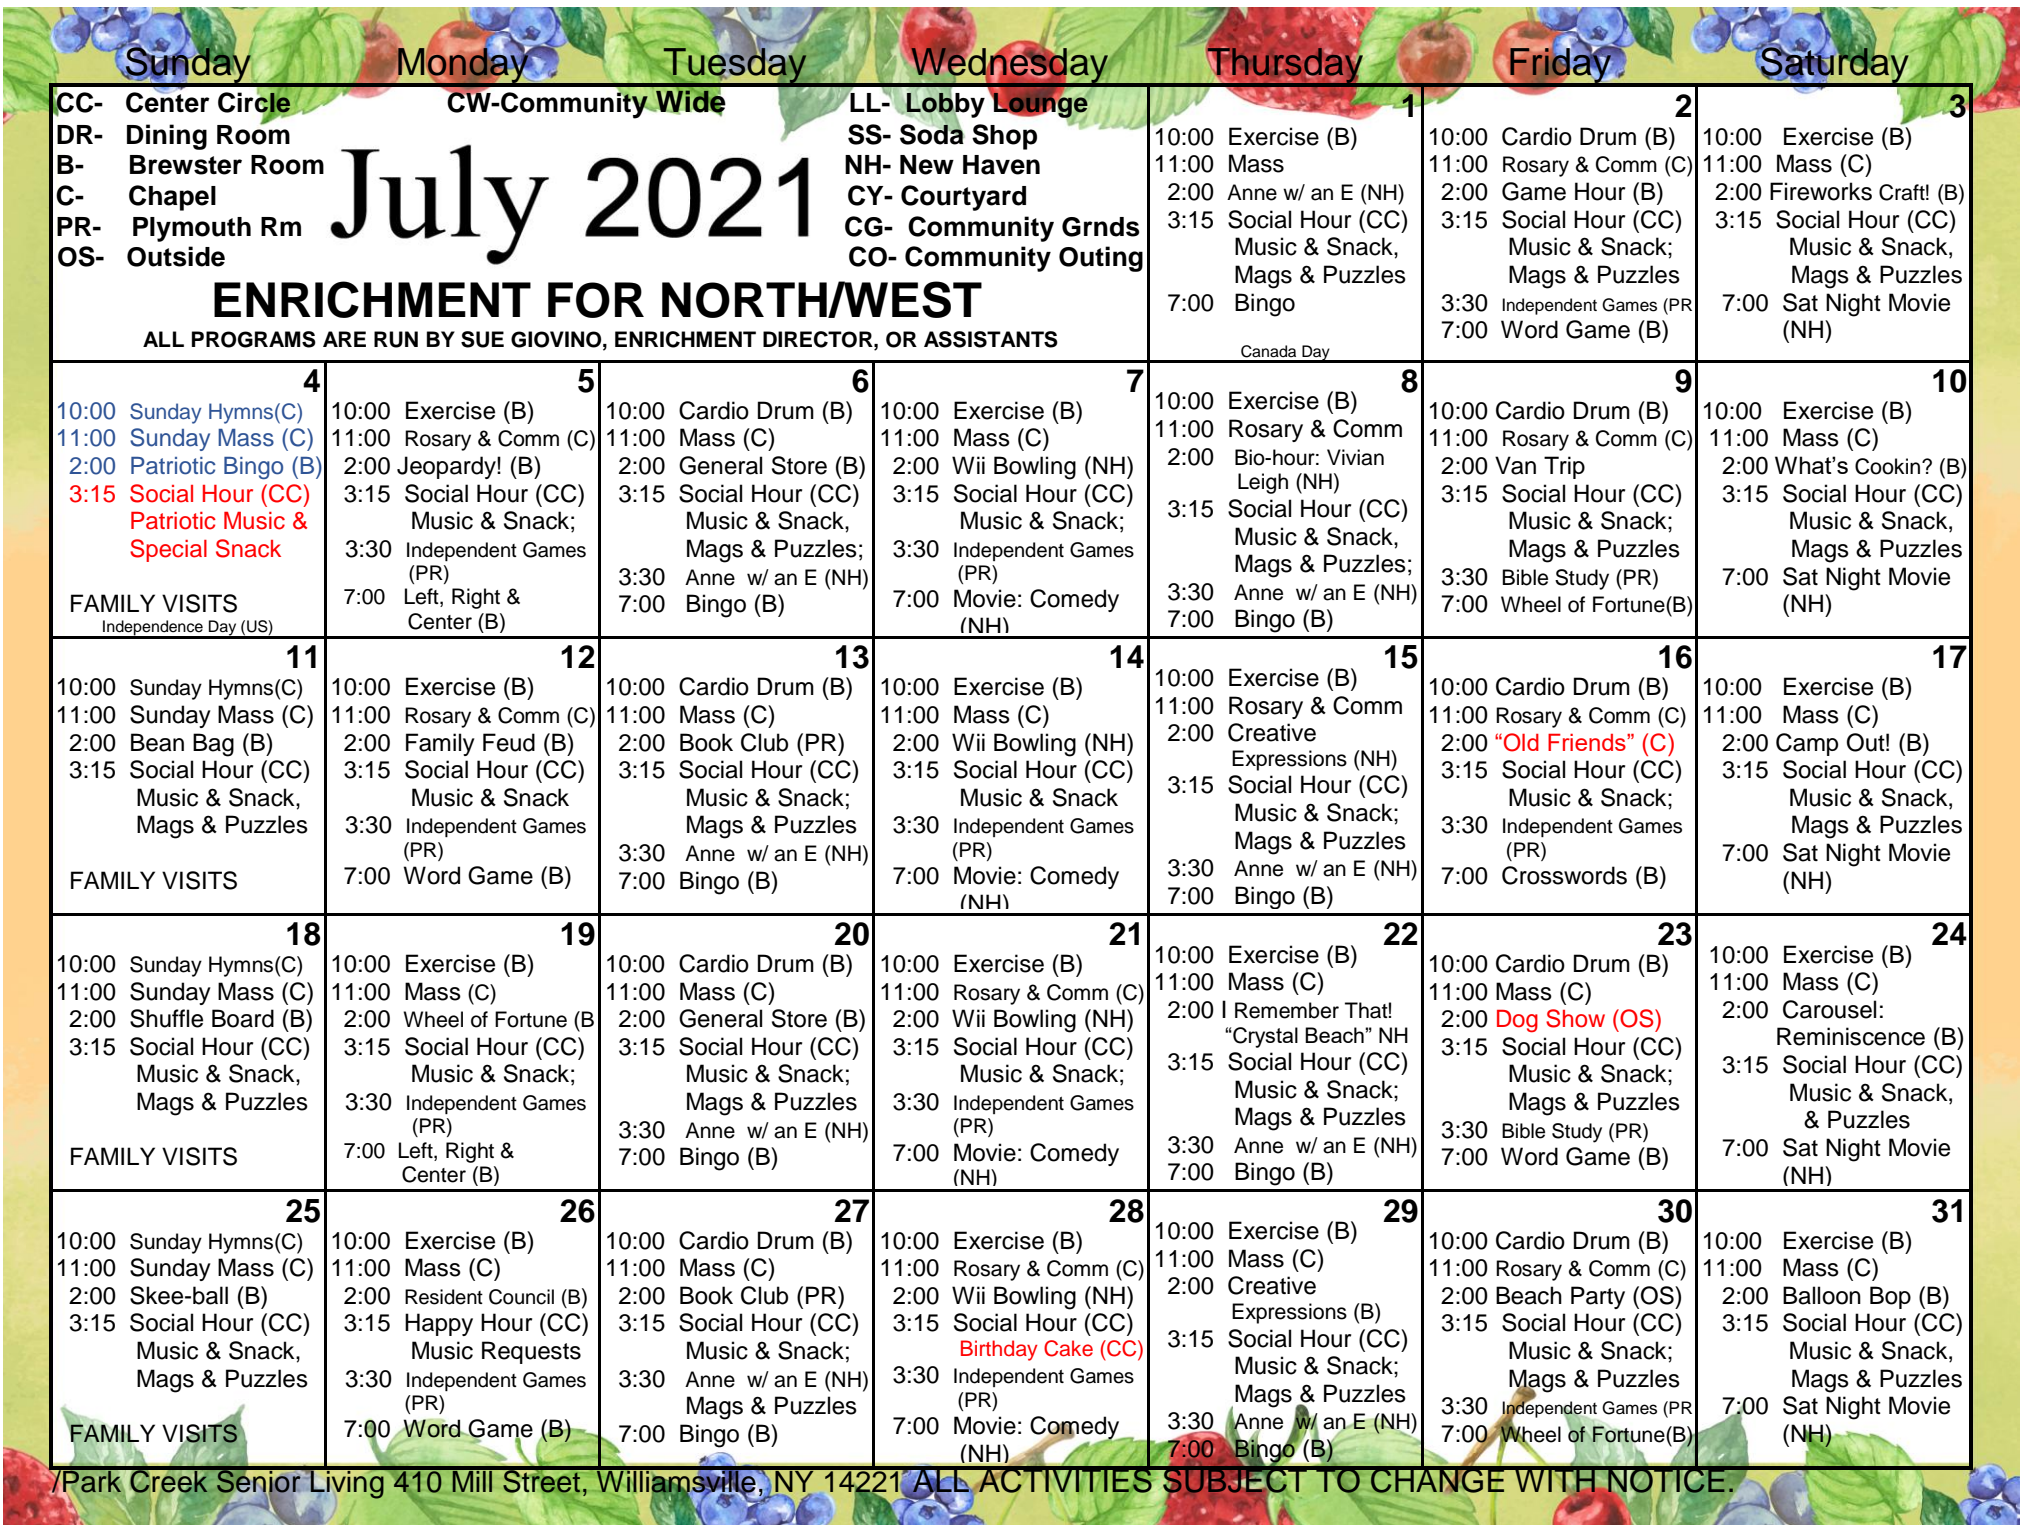 Sunday Monday Tuesday Wednesday Thursday Friday Saturday
CC- Center Circle
DR- Dining Room
B- Brewster Room
C- Chapel
PR- Plymouth Rm
OS- Outside
CW-Community Wide
July 2021
LL- Lobby Lounge
SS- Soda Shop
NH- New Haven
CY- Courtyard
CG- Community Grnds
CO- Community Outing
ENRICHMENT FOR NORTH/WEST
ALL PROGRAMS ARE RUN BY SUE GIOVINO, ENRICHMENT DIRECTOR, OR ASSISTANTS
1
10:00 Exercise (B)
11:00 Mass
2:00 Anne w/ an E (NH)
3:15 Social Hour (CC)
Music & Snack,
Mags & Puzzles
7:00 Bingo
Canada Day
2
10:00 Cardio Drum (B)
11:00 Rosary & Comm (C)
2:00 Game Hour (B)
3:15 Social Hour (CC)
Music & Snack;
Mags & Puzzles
3:30 Independent Games (PR
7:00 Word Game (B)
3
10:00 Exercise (B)
11:00 Mass (C)
2:00 Fireworks Craft! (B)
3:15 Social Hour (CC)
Music & Snack,
Mags & Puzzles
7:00 Sat Night Movie
(NH)
4
10:00 Sunday Hymns(C)
11:00 Sunday Mass (C)
2:00 Patriotic Bingo (B)
3:15 Social Hour (CC)
Patriotic Music &
Special Snack
FAMILY VISITS
Independence Day (US)
5
10:00 Exercise (B)
11:00 Rosary & Comm (C)
2:00 Jeopardy! (B)
3:15 Social Hour (CC)
Music & Snack;
3:30 Independent Games
(PR)
7:00 Left, Right &
Center (B)
6
10:00 Cardio Drum (B)
11:00 Mass (C)
2:00 General Store (B)
3:15 Social Hour (CC)
Music & Snack,
Mags & Puzzles;
3:30 Anne w/ an E (NH)
7:00 Bingo (B)
7
10:00 Exercise (B)
11:00 Mass (C)
2:00 Wii Bowling (NH)
3:15 Social Hour (CC)
Music & Snack;
3:30 Independent Games
(PR)
7:00 Movie: Comedy
(NH)
8
10:00 Exercise (B)
11:00 Rosary & Comm
2:00 Bio-hour: Vivian
Leigh (NH)
3:15 Social Hour (CC)
Music & Snack,
Mags & Puzzles;
3:30 Anne w/ an E (NH)
7:00 Bingo (B)
9
10:00 Cardio Drum (B)
11:00 Rosary & Comm (C)
2:00 Van Trip
3:15 Social Hour (CC)
Music & Snack;
Mags & Puzzles
3:30 Bible Study (PR)
7:00 Wheel of Fortune(B)
10
10:00 Exercise (B)
11:00 Mass (C)
2:00 What's Cookin? (B)
3:15 Social Hour (CC)
Music & Snack,
Mags & Puzzles
7:00 Sat Night Movie
(NH)
11
10:00 Sunday Hymns(C)
11:00 Sunday Mass (C)
2:00 Bean Bag (B)
3:15 Social Hour (CC)
Music & Snack,
Mags & Puzzles
FAMILY VISITS
12
10:00 Exercise (B)
11:00 Rosary & Comm (C)
2:00 Family Feud (B)
3:15 Social Hour (CC)
Music & Snack
3:30 Independent Games
(PR)
7:00 Word Game (B)
13
10:00 Cardio Drum (B)
11:00 Mass (C)
2:00 Book Club (PR)
3:15 Social Hour (CC)
Music & Snack;
Mags & Puzzles
3:30 Anne w/ an E (NH)
7:00 Bingo (B)
14
10:00 Exercise (B)
11:00 Mass (C)
2:00 Wii Bowling (NH)
3:15 Social Hour (CC)
Music & Snack
3:30 Independent Games
(PR)
7:00 Movie: Comedy
(NH)
15
10:00 Exercise (B)
11:00 Rosary & Comm
2:00 Creative
Expressions (NH)
3:15 Social Hour (CC)
Music & Snack;
Mags & Puzzles
3:30 Anne w/ an E (NH)
7:00 Bingo (B)
16
10:00 Cardio Drum (B)
11:00 Rosary & Comm (C)
2:00 “Old Friends” (C)
3:15 Social Hour (CC)
Music & Snack;
3:30 Independent Games
(PR)
7:00 Crosswords (B)
17
10:00 Exercise (B)
11:00 Mass (C)
2:00 Camp Out! (B)
3:15 Social Hour (CC)
Music & Snack,
Mags & Puzzles
7:00 Sat Night Movie
(NH)
18
10:00 Sunday Hymns(C)
11:00 Sunday Mass (C)
2:00 Shuffle Board (B)
3:15 Social Hour (CC)
Music & Snack,
Mags & Puzzles
FAMILY VISITS
19
10:00 Exercise (B)
11:00 Mass (C)
2:00 Wheel of Fortune (B
3:15 Social Hour (CC)
Music & Snack;
3:30 Independent Games
(PR)
7:00 Left, Right &
Center (B)
20
10:00 Cardio Drum (B)
11:00 Mass (C)
2:00 General Store (B)
3:15 Social Hour (CC)
Music & Snack;
Mags & Puzzles
3:30 Anne w/ an E (NH)
7:00 Bingo (B)
21
10:00 Exercise (B)
11:00 Rosary & Comm (C)
2:00 Wii Bowling (NH)
3:15 Social Hour (CC)
Music & Snack;
3:30 Independent Games
(PR)
7:00 Movie: Comedy
(NH)
22
10:00 Exercise (B)
11:00 Mass (C)
2:00 I Remember That!
“Crystal Beach” NH
3:15 Social Hour (CC)
Music & Snack;
Mags & Puzzles
3:30 Anne w/ an E (NH)
7:00 Bingo (B)
23
10:00 Cardio Drum (B)
11:00 Mass (C)
2:00 Dog Show (OS)
3:15 Social Hour (CC)
Music & Snack;
Mags & Puzzles
3:30 Bible Study (PR)
7:00 Word Game (B)
24
10:00 Exercise (B)
11:00 Mass (C)
2:00 Carousel:
Reminiscence (B)
3:15 Social Hour (CC)
Music & Snack,
& Puzzles
7:00 Sat Night Movie
(NH)
25
10:00 Sunday Hymns(C)
11:00 Sunday Mass (C)
2:00 Skee-ball (B)
3:15 Social Hour (CC)
Music & Snack,
Mags & Puzzles
FAMILY VISITS
26
10:00 Exercise (B)
11:00 Mass (C)
2:00 Resident Council (B)
3:15 Happy Hour (CC)
Music Requests
3:30 Independent Games
(PR)
7:00 Word Game (B)
27
10:00 Cardio Drum (B)
11:00 Mass (C)
2:00 Book Club (PR)
3:15 Social Hour (CC)
Music & Snack;
3:30 Anne w/ an E (NH)
Mags & Puzzles
7:00 Bingo (B)
28
10:00 Exercise (B)
11:00 Rosary & Comm (C)
2:00 Wii Bowling (NH)
3:15 Social Hour (CC)
Birthday Cake (CC)
3:30 Independent Games
(PR)
7:00 Movie: Comedy
(NH)
29
10:00 Exercise (B)
11:00 Mass (C)
2:00 Creative
Expressions (B)
3:15 Social Hour (CC)
Music & Snack;
Mags & Puzzles
3:30 Anne w/ an E (NH)
7:00 Bingo (B)
30
10:00 Cardio Drum (B)
11:00 Rosary & Comm (C)
2:00 Beach Party (OS)
3:15 Social Hour (CC)
Music & Snack;
Mags & Puzzles
3:30 Independent Games (PR
7:00 Wheel of Fortune(B)
31
10:00 Exercise (B)
11:00 Mass (C)
2:00 Balloon Bop (B)
3:15 Social Hour (CC)
Music & Snack,
Mags & Puzzles
7:00 Sat Night Movie
(NH)
/Park Creek Senior Living 410 Mill Street, Williamsville, NY 14221 ALL ACTIVITIES SUBJECT TO CHANGE WITH NOTICE.